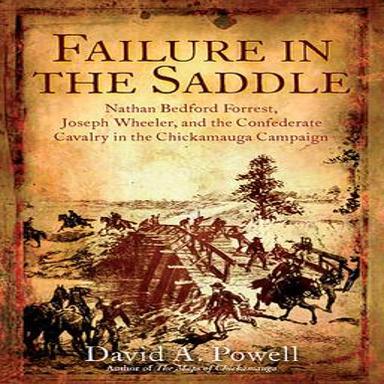 FAILURE IN
THE SADDLE
Nathan Bedford Forrest,
Joseph Wheeler, and the Confederate
Cavalry in the Chickamauga Campaign
David A. Powell
Author of The Maps of Chickamauga